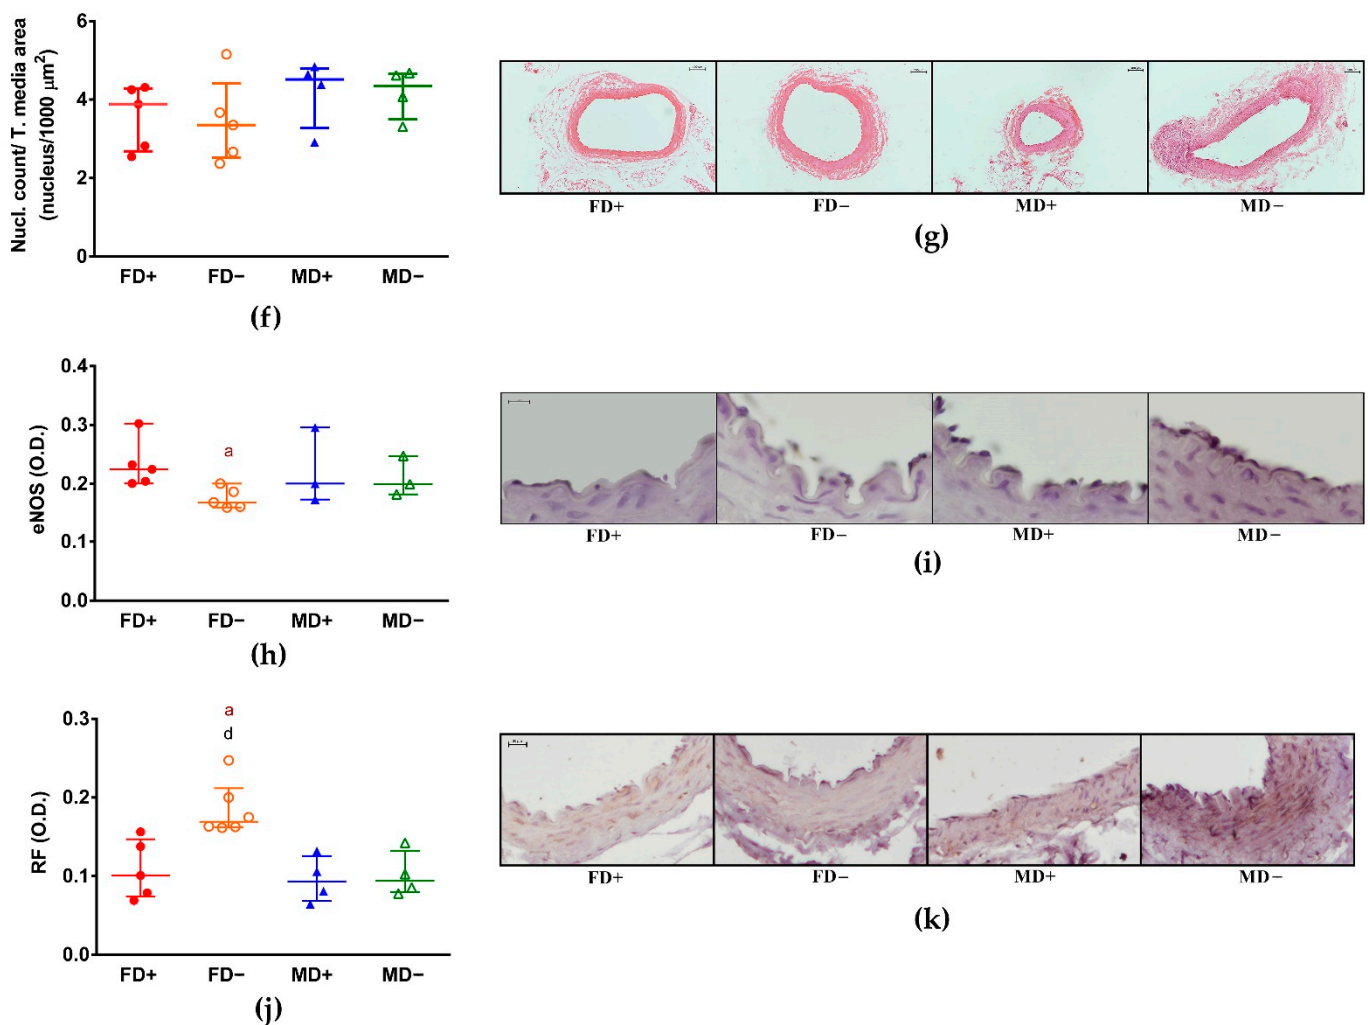 Nucl. count/ T. media area
(nucleus/1000 µm²)
6
4
2
0
FD+ FD− MD+ MD−
(f)
FD+ FD− MD+ MD−
(g)
eNOS (O.D.)
0.4
0.3
a
0.2
0.1
0.0
FD+ FD− MD+ MD−
(h)
FD+ FD− MD+ MD−
(i)
RF (O.D.)
a
0.3
d
0.2
0.1
0.0
FD+ FD− MD+ MD−
(j)
FD+ FD− MD+ MD−
(k)